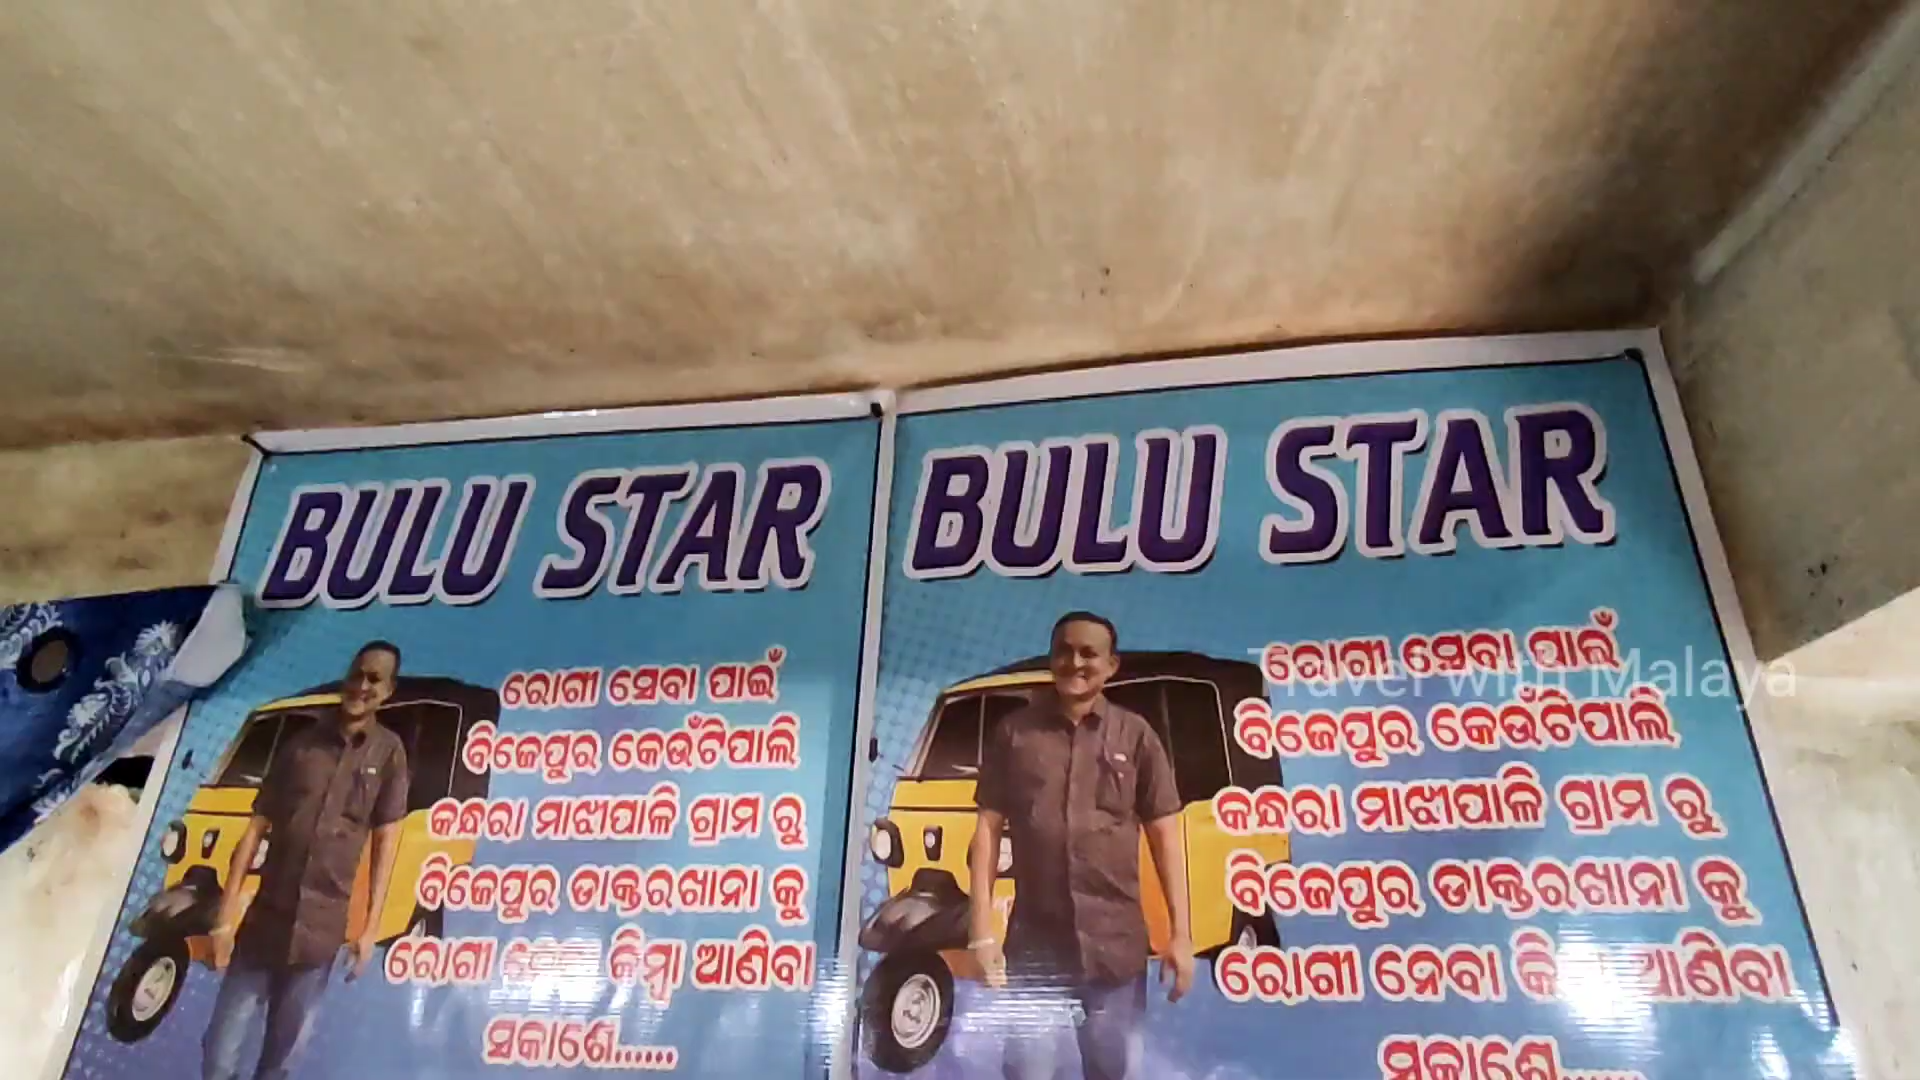 BULU STAR
ରୋଗୀ ସେବା ପାଇଁ
ବିଜେପୁର କେଉଁଟିପାଲି
କନ୍ଧରା ମାଝୀପାଳି ଗ୍ରାମ ରୁ
ବିଜେପୁର ଡାକ୍ତରଖାନା କୁ
ରୋଗୀ ନେବା କିମ୍ବା ଆଣିବା
ସକାଶେ......
BULU STAR
ରୋଗୀ ସେବା ପାଇଁ
Travel with Malaya
ବିଜେପୁର କେଉଁଟିପାଲି
କନ୍ଧରା ମାଝୀପାଳି ଗ୍ରାମ ରୁ
ବିଜେପୁର ଡାକ୍ତରଖାନା କୁ
ରୋଗୀ ନେବା ଆଣିବା
ସକାଶେ......